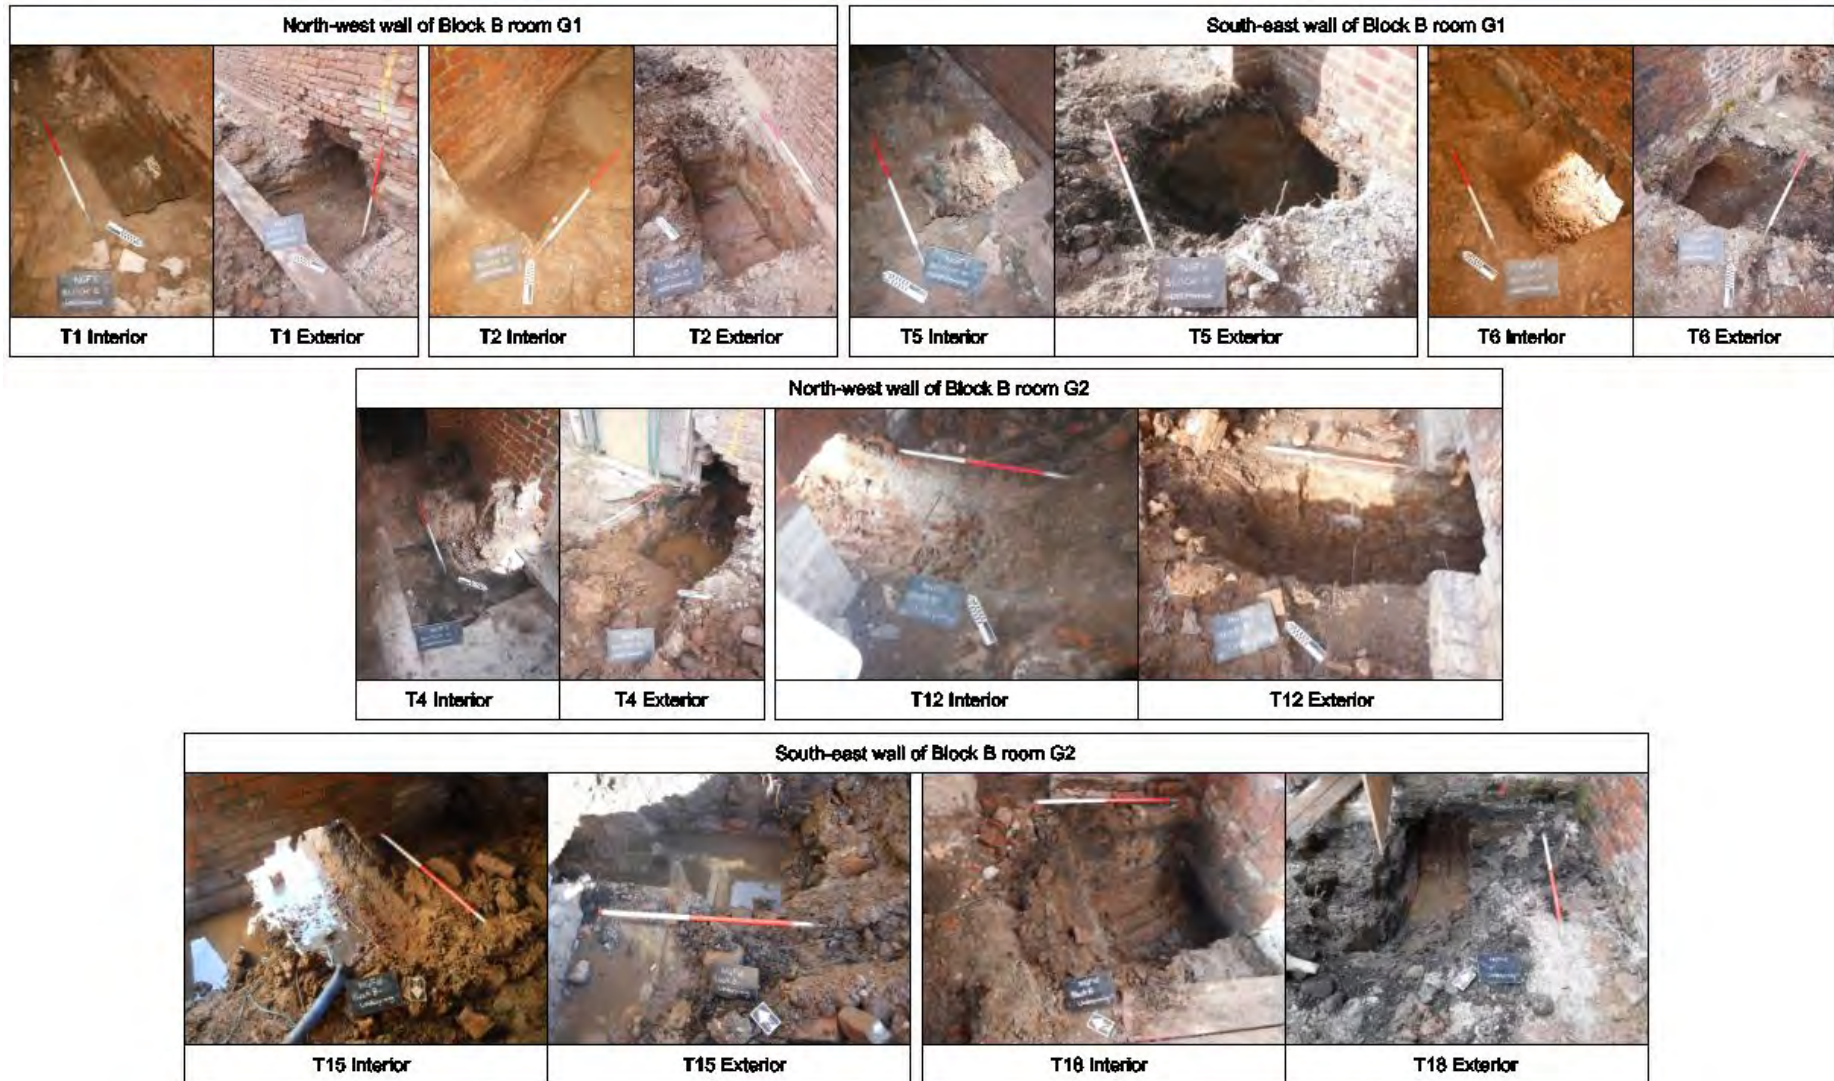 North-west wall of Block B room G1
South-east wall of Block B room G1
T1 Interior
T1 Exterior
T2 Interior
T2 Exterior
T5 Interior
T5 Exterior
T6 Interior
T6 Exterior
North-west wall of Block B room G2
T4 Interior
T4 Exterior
T12 Interior
T12 Exterior
South-east wall of Block B room G2
T15 Interior
T15 Exterior
T18 Interior
T18 Exterior